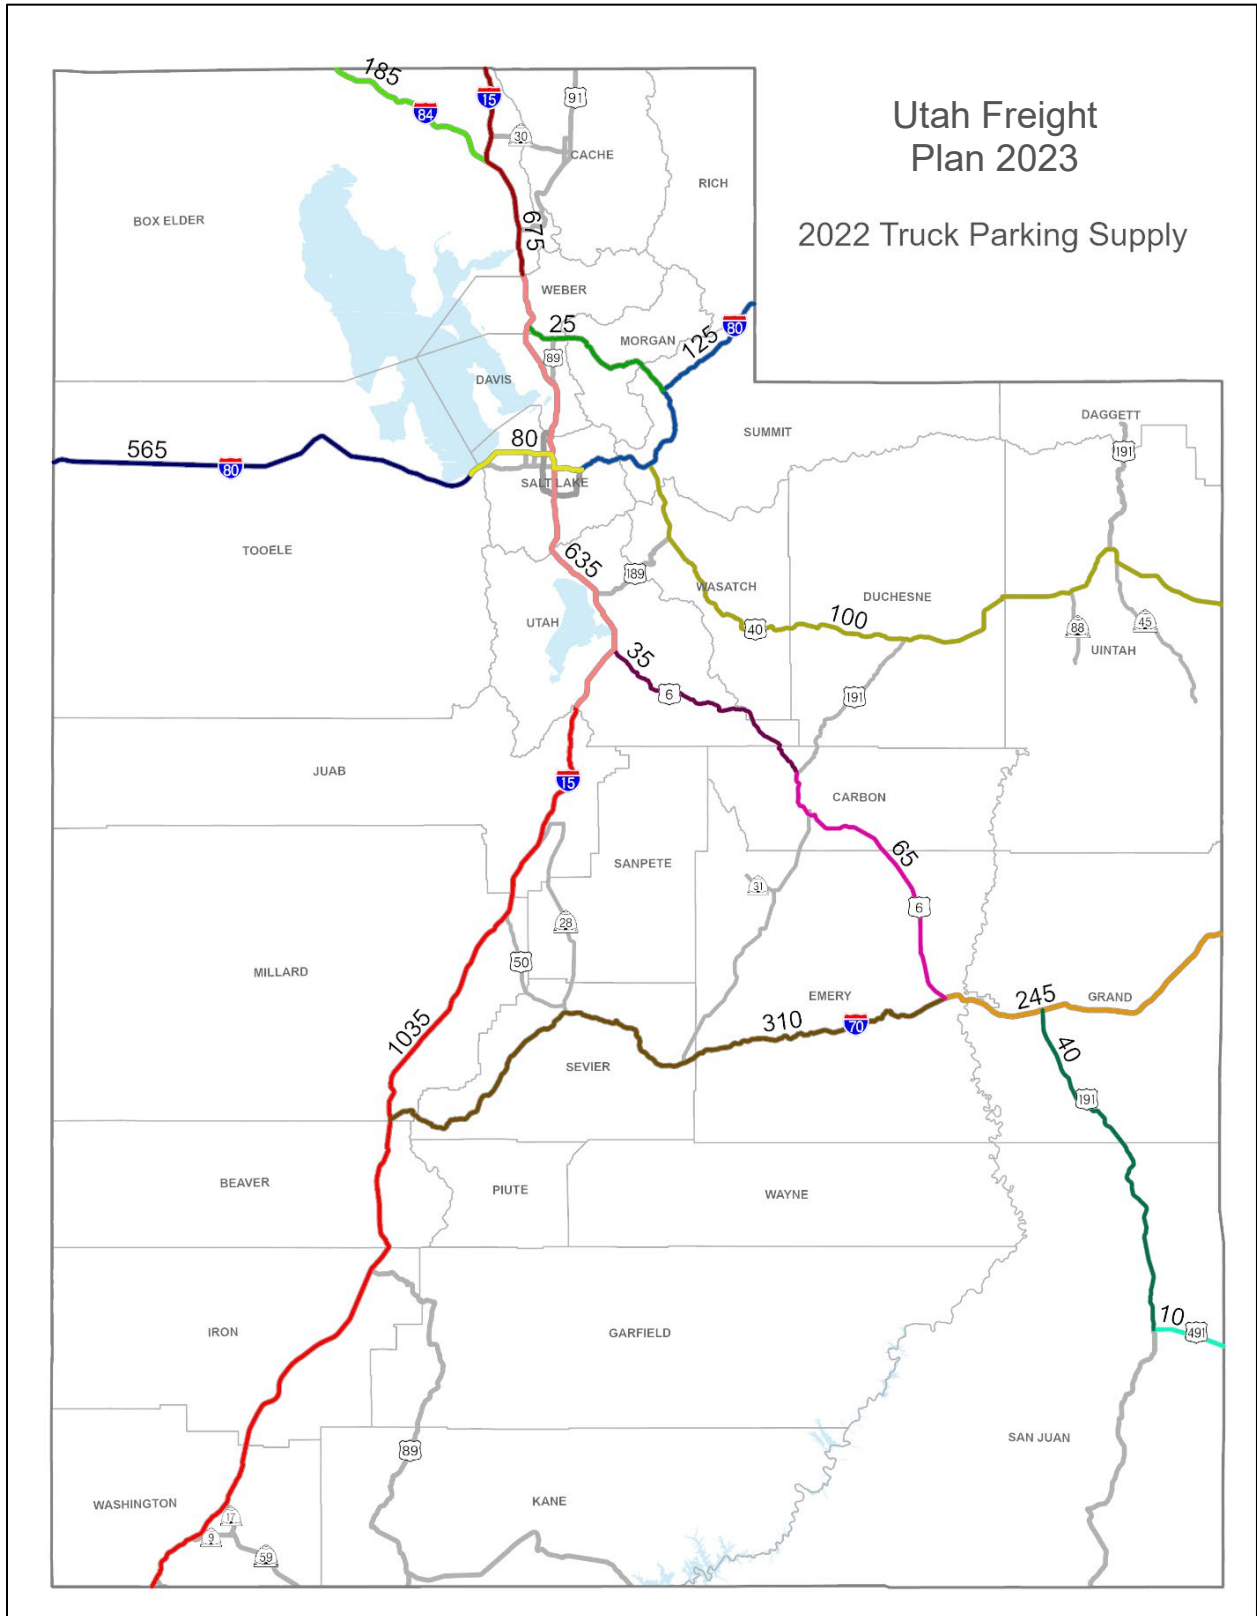 Utah Freight
Plan 2023
2022 Truck Parking Supply
185
84
15
91
30
CACHE
RICH
BOX ELDER
675
WEBER
25
MORGAN
125
80
89
DAVIS
DAGGETT
SUMMIT
191
565
80
80
SALT LAKE
TOOELE
635
189
WASATCH
DUCHESNE
100
40
88
45
UINTAH
UTAH
35
6
191
JUAB
15
CARBON
SANPETE
65
31
6
28
50
MILLARD
EMERY
245
GRAND
310
70
1035
40
SEVIER
191
BEAVER
PIUTE
WAYNE
10
491
IRON
GARFIELD
SAN JUAN
89
WASHINGTON
KANE
17
9
59